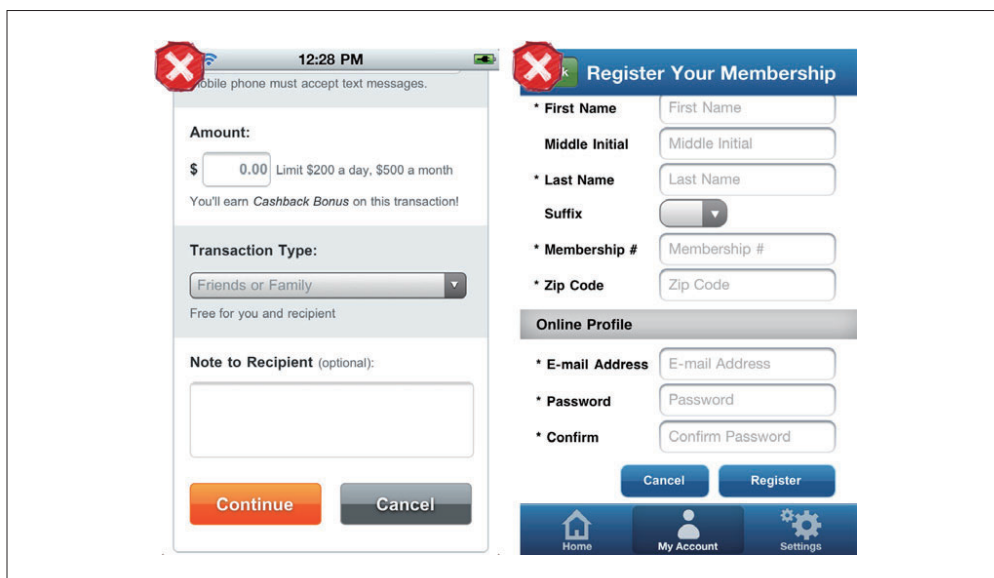 12:28 PM
obile phone must accept text messages.
Amount:
$ 0.00 Limit $200 a day, $500 a month
You'll earn Cashback Bonus on this transaction!
Transaction Type:
Friends or Family
Free for you and recipient
Note to Recipient (optional):
Continue Cancel
k Register Your Membership
* First Name First Name
Middle Initial Middle Initial
* Last Name Last Name
Suffix
* Membership # Membership #
* Zip Code Zip Code
Online Profile
* E-mail Address E-mail Address
* Password Password
* Confirm Confirm Password
Cancel Register
Home My Account Settings